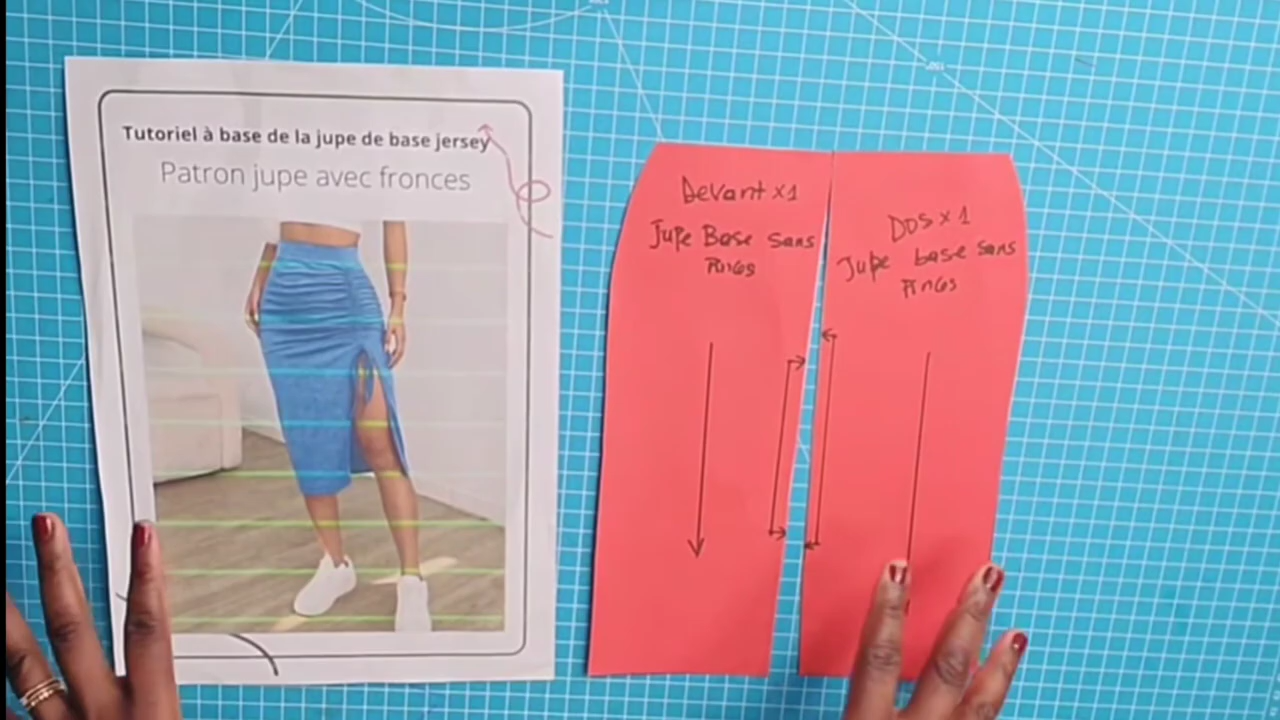 Tutoriel à base de la jupe de base jersey
Patron jupe avec fronces
Devant x1
Jupe Base sans
Pinces
DOS x 1
Jupe base sans
Pinces